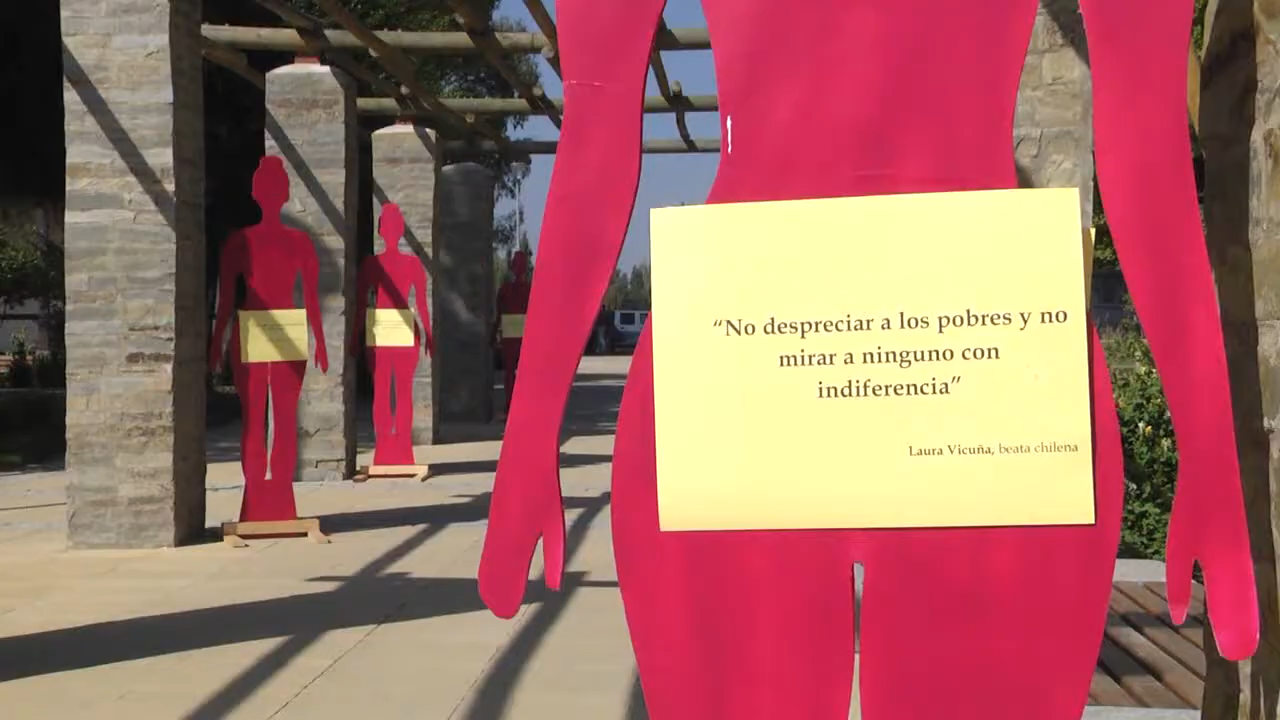 “No despreciar a los pobres y no
mirar a ninguno con
indiferencia”
Laura Vicuña, beata chilena